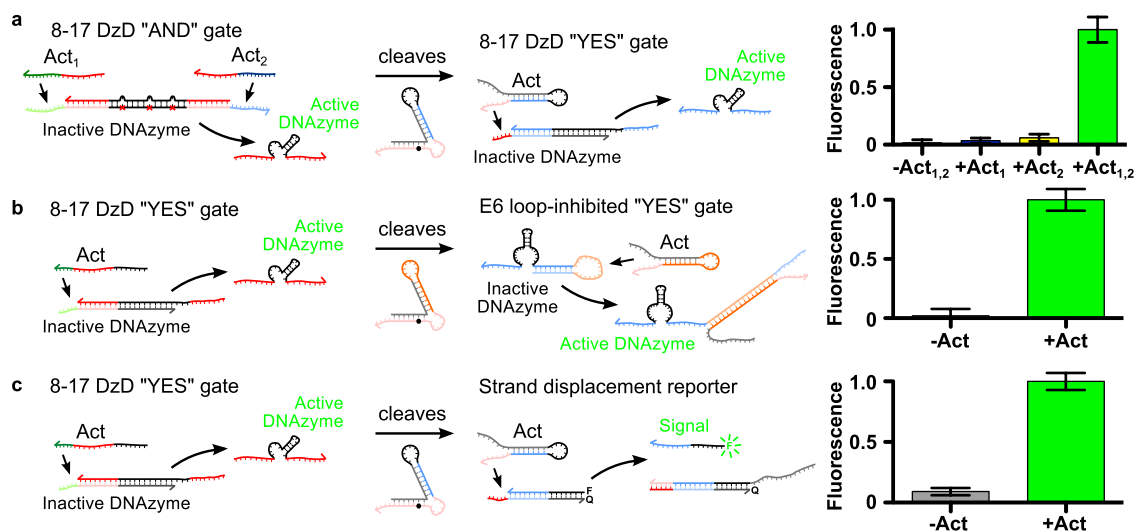 a
8-17 DzD "AND" gate
Act1
Act2
Inactive DNAzyme
Active
DNAzyme
cleaves
8-17 DzD "YES" gate
Act
Inactive DNAzyme
Active
DNAzyme
Fluorescence
1.0
0.5
0
-Act1,2
+Act1
+Act2
+Act1,2
b
8-17 DzD "YES" gate
Act
Inactive DNAzyme
Active
DNAzyme
cleaves
E6 loop-inhibited "YES" gate
Inactive
DNAzyme
Act
Active DNAzyme
Fluorescence
1.0
0.5
0
-Act
+Act
c
8-17 DzD "YES" gate
Act
Inactive DNAzyme
Active
DNAzyme
cleaves
Strand displacement reporter
Act
F
Q
Signal
F
Q
Fluorescence
1.0
0.5
0
-Act
+Act